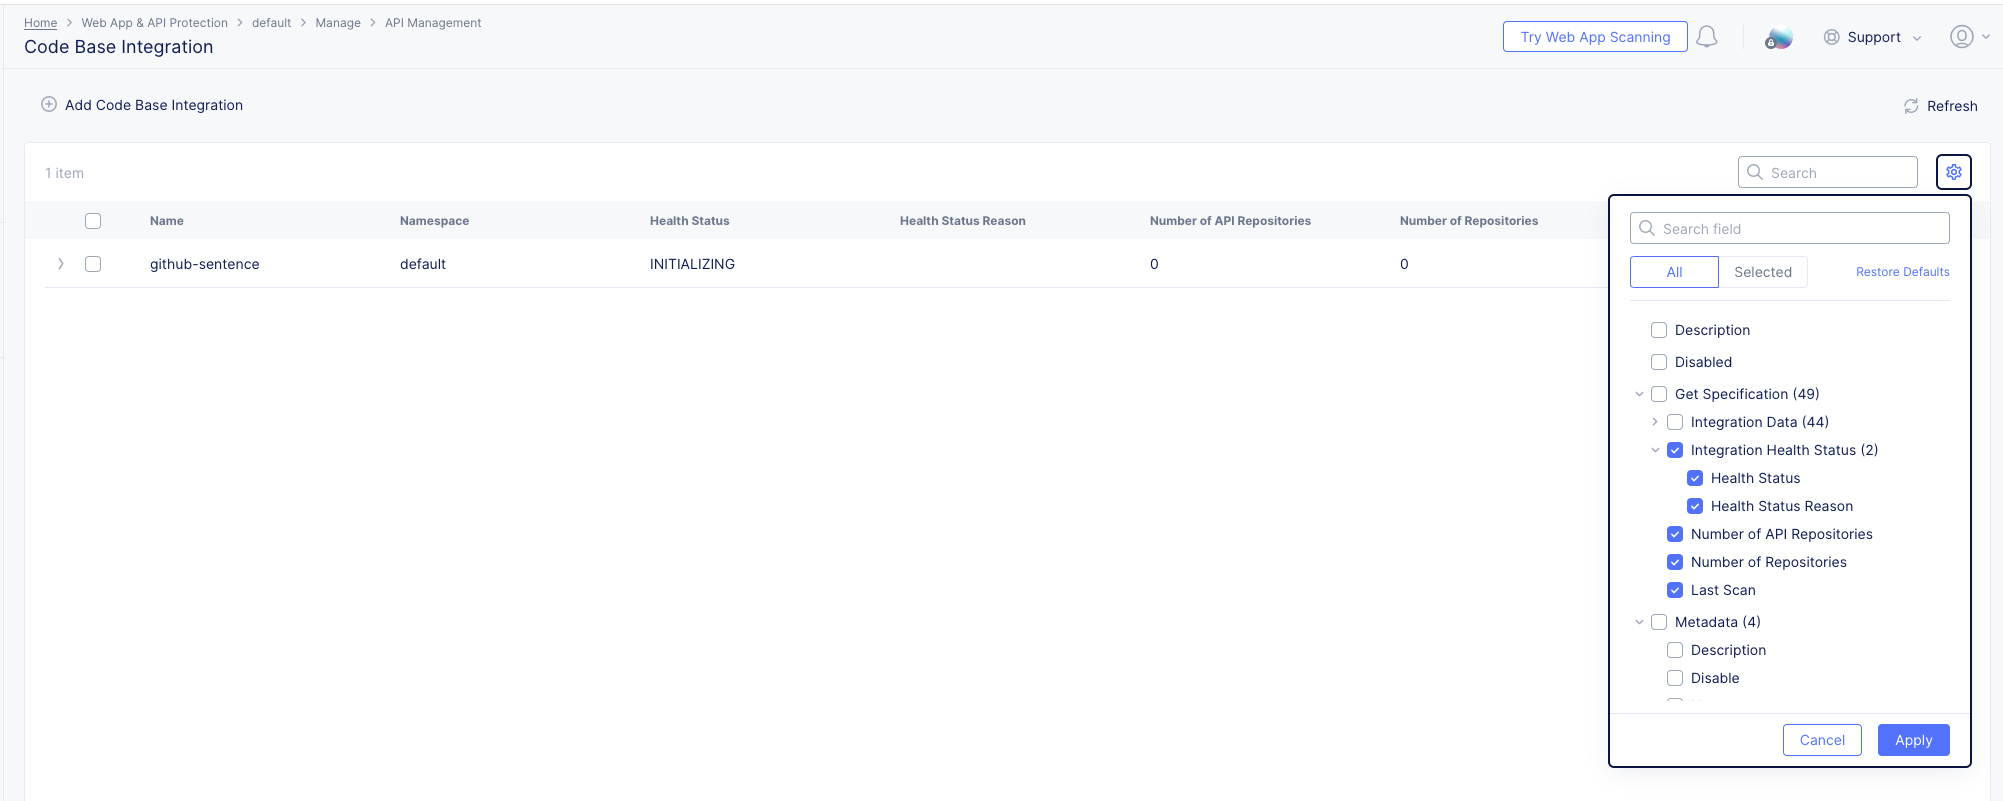 Home > Web App & API Protection > default > Manage > API Management
Code Base Integration
Try Web App Scanning
Support
Add Code Base Integration
Refresh
1 item
Search
Name Namespace Health Status Health Status Reason Number of API Repositories Number of Repositories
github-sentence default INITIALIZING 0 0
Search field
All Selected Restore Defaults
Description
Disabled
Get Specification (49)
Integration Data (44)
Integration Health Status (2)
Health Status
Health Status Reason
Number of API Repositories
Number of Repositories
Last Scan
Metadata (4)
Description
Disable
Cancel Apply